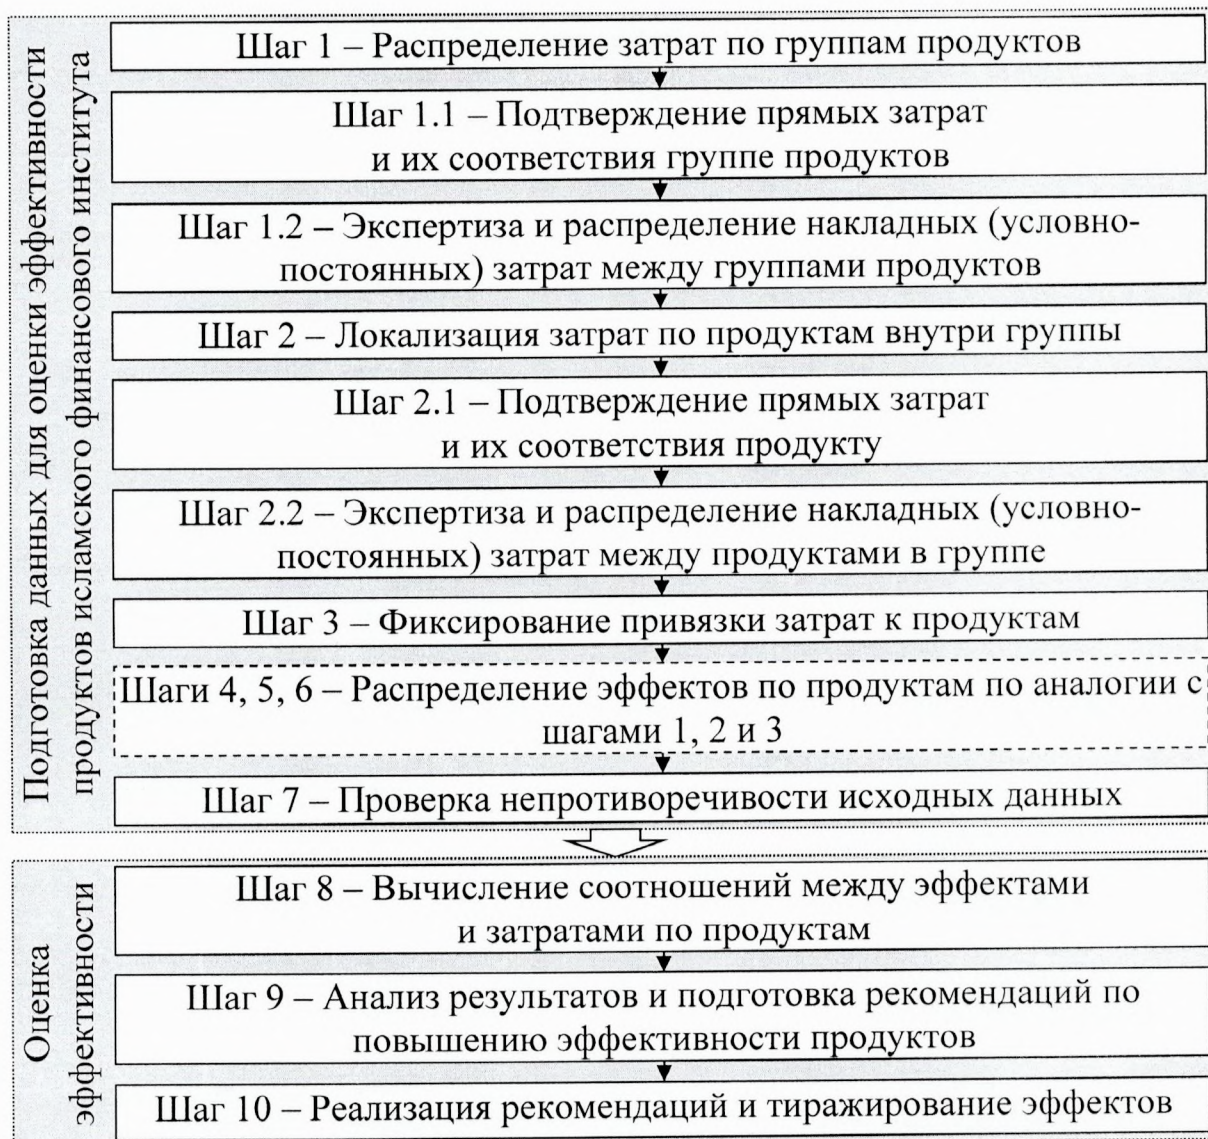 Подготовка данных для оценки эффективности
продуктов исламского финансового института
Шаг 1 – Распределение затрат по группам продуктов
Шаг 1.1 – Подтверждение прямых затрат
и их соответствия группе продуктов
Шаг 1.2 – Экспертиза и распределение накладных (условно-
постоянных) затрат между группами продуктов
Шаг 2 – Локализация затрат по продуктам внутри группы
Шаг 2.1 – Подтверждение прямых затрат
и их соответствия продукту
Шаг 2.2 – Экспертиза и распределение накладных (условно-
постоянных) затрат между продуктами в группе
Шаг 3 – Фиксирование привязки затрат к продуктам
Шаги 4, 5, 6 – Распределение эффектов по продуктам по аналогии с
шагами 1, 2 и 3
Шаг 7 – Проверка непротиворечивости исходных данных
Оценка
эффективности
Шаг 8 – Вычисление соотношений между эффектами
и затратами по продуктам
Шаг 9 – Анализ результатов и подготовка рекомендаций по
повышению эффективности продуктов
Шаг 10 – Реализация рекомендаций и тиражирование эффектов